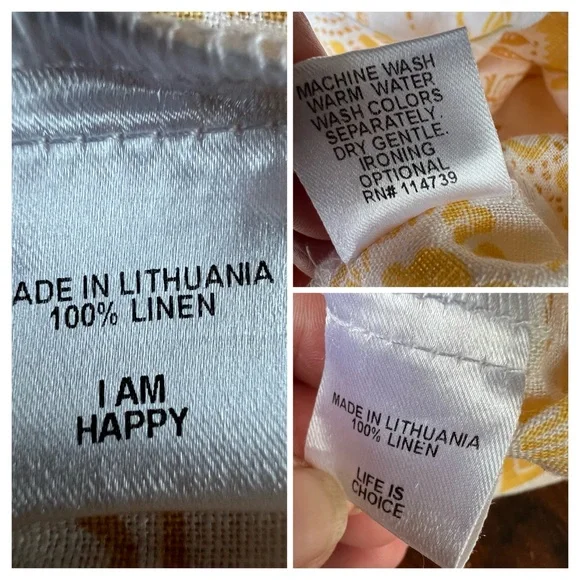 ADE IN LITHUANIA
100% LINEN
I AM
HAPPY
MACHINE WASH
WARM WATER
WASH COLORS
SEPARATELY.
DRY GENTLE.
IRONING
OPTIONAL
RN# 114739
MADE IN LITHUANIA
100% LINEN
LIFE IS
CHOICE